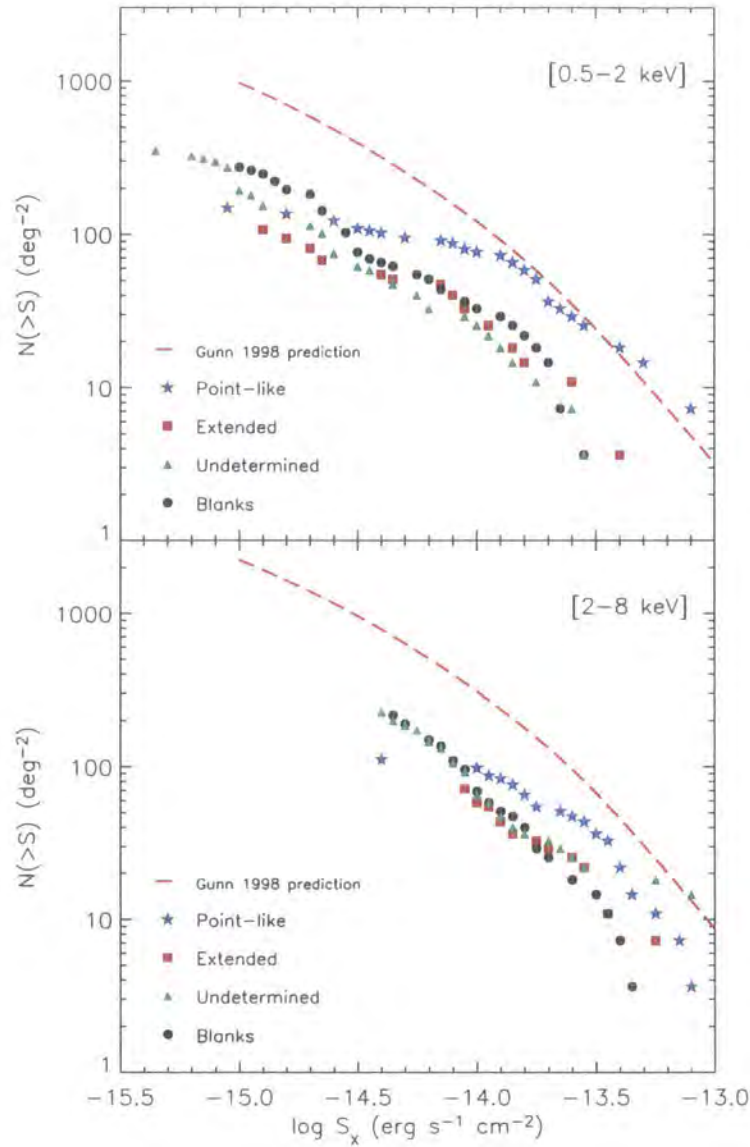 1000
100
10
1
N(>S) (deg⁻²)
[0.5−2 keV]
Gunn 1998 prediction
Point−like
Extended
Undetermined
Blanks
1000
100
10
1
N(>S) (deg⁻²)
[2−8 keV]
Gunn 1998 prediction
Point−like
Extended
Undetermined
Blanks
−15.5 −15.0 −14.5 −14.0 −13.5 −13.0
log Sₓ (erg s⁻¹ cm⁻²)